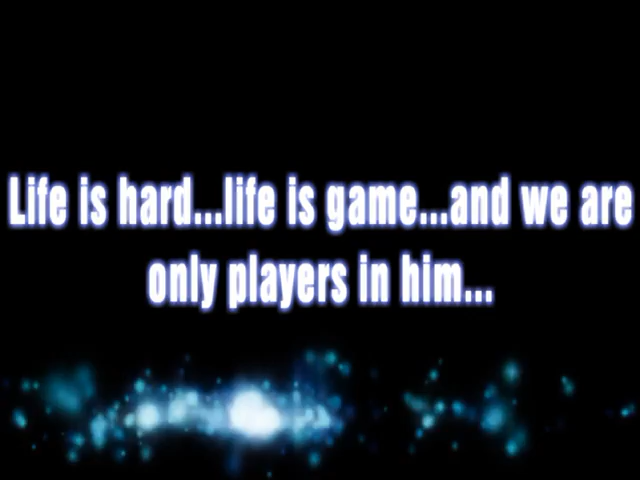 Life is hard...life is game...and we are
only players in him...